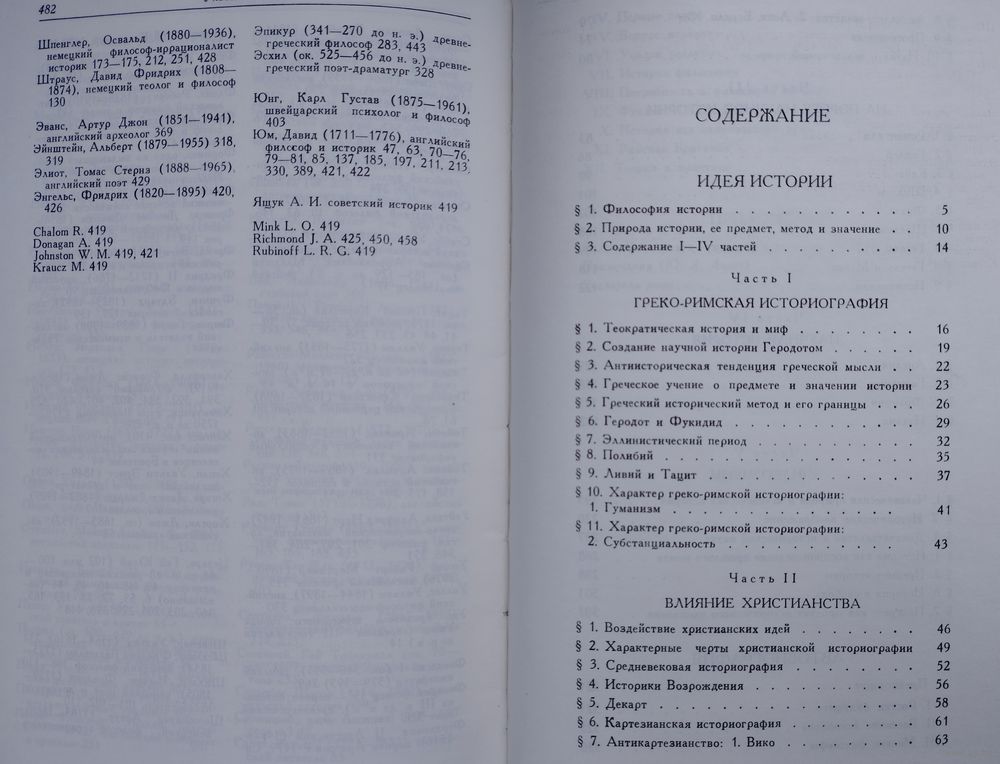 482
Шпенглер, Освальд (1880—1936),
немецкий философ-иррационалист
историк 173—175, 212, 251, 428
Штраус, Давид Фридрих (1808—
1874), немецкий теолог и философ
130
Эванс, Артур Джон (1851—1941),
английский археолог 369
Эйнштейн, Альберт (1879—1955) 318,
319
Элиот, Томас Стернз (1888—1965),
английский поэт 429
Энгельс, Фридрих (1820—1895) 420,
426
Chalom R. 419
Donagan A. 419
Johnston W. M. 419, 421
Kraucz M. 419
Эпикур (341—270 до н. э.) древне-
греческий философ 283, 443
Эсхил (ок. 525—456 до н. э.) древне-
греческий поэт-драматург 328
Юнг, Карл Густав (1875—1961),
швейцарский психолог и философ
403
Юм, Давид (1711—1776), английский
философ и историк 47, 63, 70—76,
79—81, 85, 137, 185, 197, 211, 213,
330, 389, 421, 422
Ящук А. И. советский историк 419
Mink L. O. 419
Richmond J. A. 425, 450, 458
Rubinoff L. R. G. 419
СОДЕРЖАНИЕ
ИДЕЯ ИСТОРИИ
§ 1. Философия истории . . . . . . . . . . . . 5
§ 2. Природа истории, ее предмет, метод и значение . . 10
§ 3. Содержание I—IV частей . . . . . . . . . . 14
Часть I
ГРЕКО-РИМСКАЯ ИСТОРИОГРАФИЯ
§ 1. Теократическая история и миф . . . . . . . . 16
§ 2. Создание научной истории Геродотом . . . . . . 19
§ 3. Антиисторическая тенденция греческой мысли . . 22
§ 4. Греческое учение о предмете и значении истории 23
§ 5. Греческий исторический метод и его границы . . . 26
§ 6. Геродот и Фукидид . . . . . . . . . . . . 29
§ 7. Эллинистический период . . . . . . . . . . 32
§ 8. Полибий . . . . . . . . . . . . . . . 35
§ 9. Ливий и Тацит . . . . . . . . . . . . . 37
§ 10. Характер греко-римской историографии:
1. Гуманизм . . . . . . . . . . . . . . 41
§ 11. Характер греко-римской историографии:
2. Субстанциальность . . . . . . . . . . . 43
Часть II
ВЛИЯНИЕ ХРИСТИАНСТВА
§ 1. Воздействие христианских идей . . . . . . . . 46
§ 2. Характерные черты христианской историографии 49
§ 3. Средневековая историография . . . . . . . . 52
§ 4. Историки Возрождения . . . . . . . . . . 56
§ 5. Декарт . . . . . . . . . . . . . . . 58
§ 6. Картезианская историография . . . . . . . . 61
§ 7. Антикартезианство: 1. Вико . . . . . . . . 63